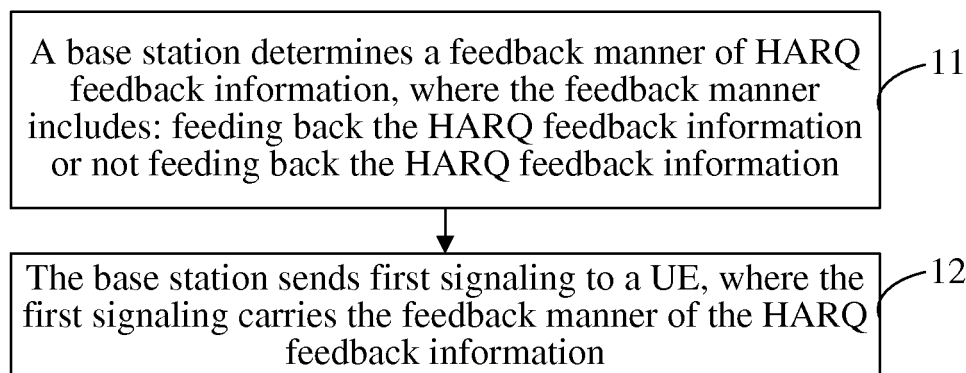 A base station determines a feedback manner of HARQ
feedback information, where the feedback manner
includes: feeding back the HARQ feedback information
or not feeding back the HARQ feedback information
11
The base station sends first signaling to a UE, where the
first signaling carries the feedback manner of the HARQ
feedback information
12